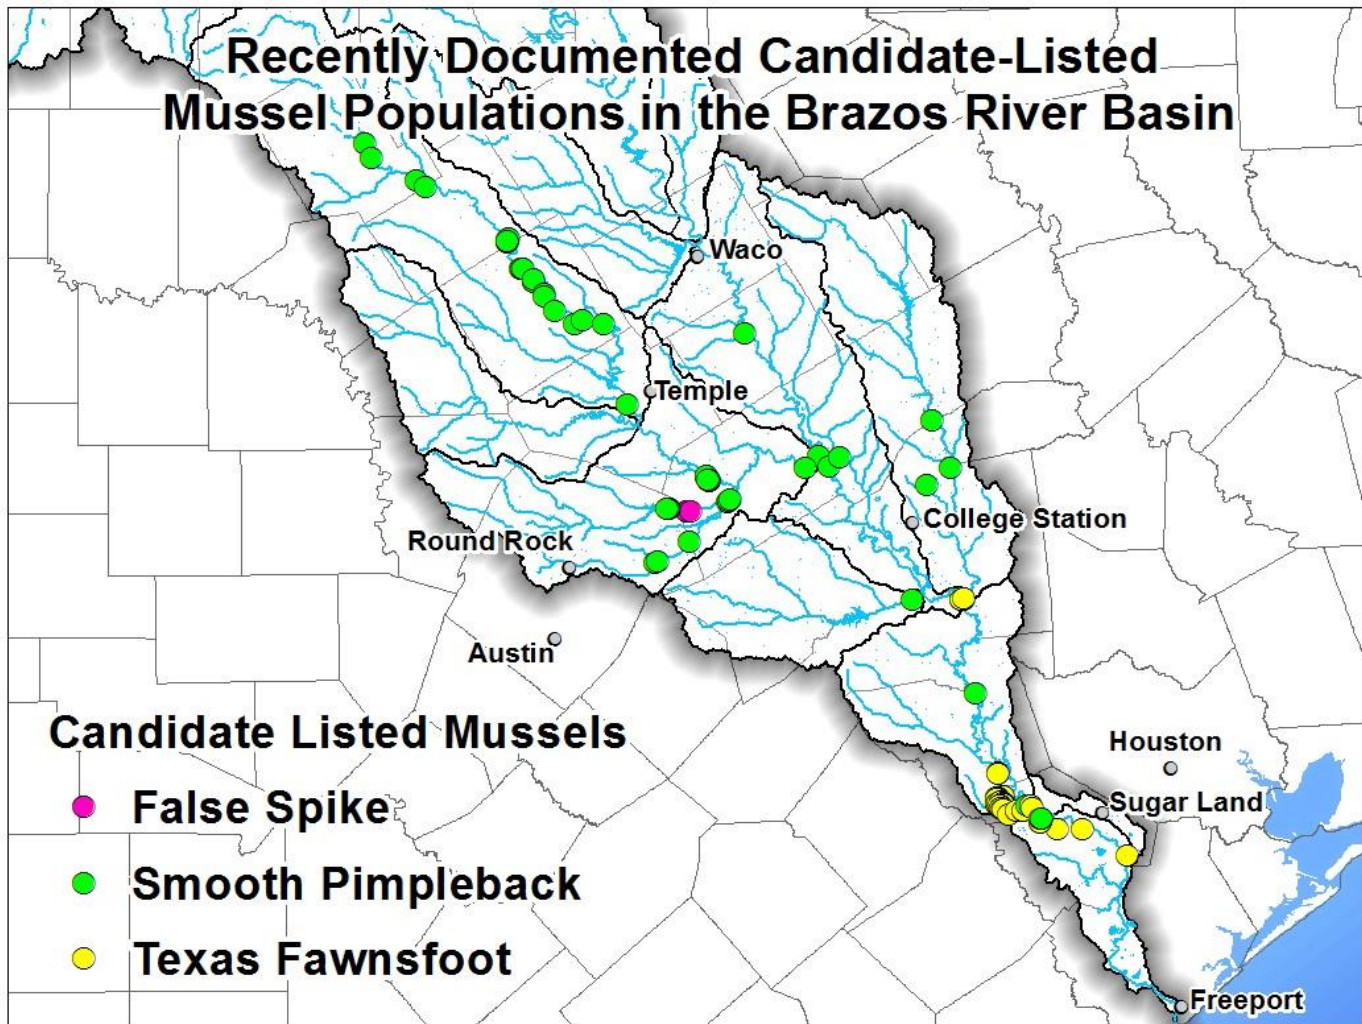 Recently Documented Candidate-Listed
Mussel Populations in the Brazos River Basin
Waco
Temple
College Station
Round Rock
Austin
Candidate Listed Mussels
Houston
False Spike
Sugar Land
Smooth Pimpleback
Texas Fawnsfoot
Freeport